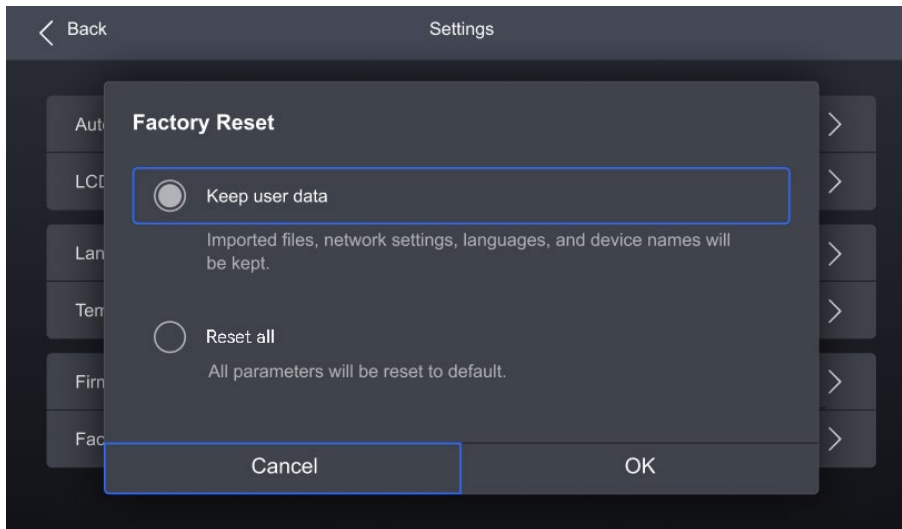 Back
Settings
Factory Reset
Keep user data
Imported files, network settings, languages, and device names will
be kept.
Reset all
All parameters will be reset to default.
Cancel
OK